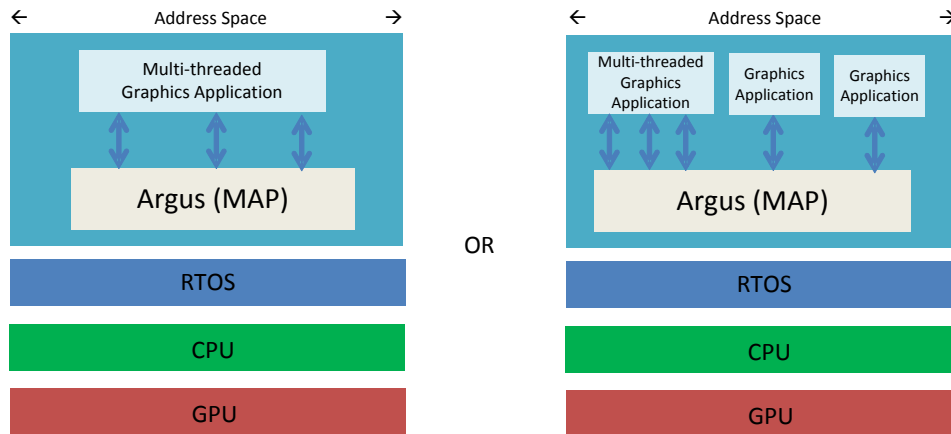 ← Address Space →
Multi-threaded
Graphics Application
Argus (MAP)
RTOS
CPU
GPU
OR
← Address Space →
Multi-threaded
Graphics
Application
Graphics
Application
Graphics
Application
Argus (MAP)
RTOS
CPU
GPU